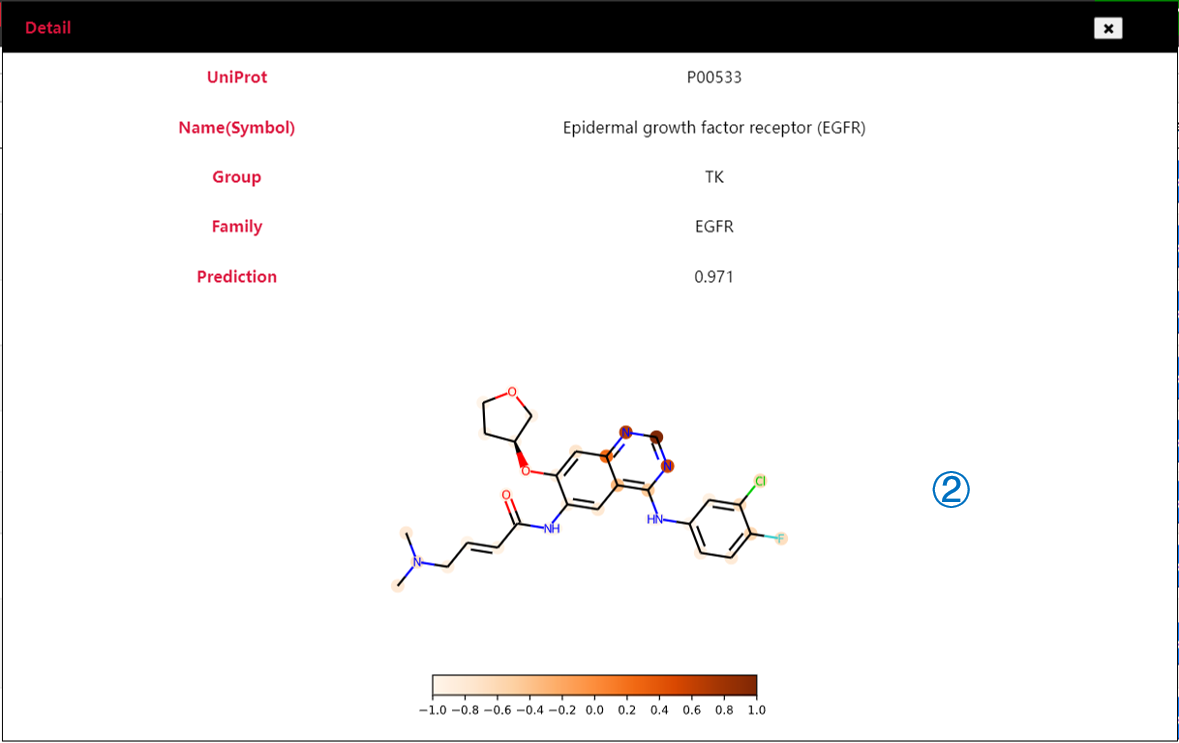 Detail
UniProt P00533
Name(Symbol) Epidermal growth factor receptor (EGFR)
Group TK
Family EGFR
Prediction 0.971
O
N
N
O
Cl
②
O
HN
NH
F
N
−1.0 −0.8 −0.6 −0.4 −0.2 0.0 0.2 0.4 0.6 0.8 1.0